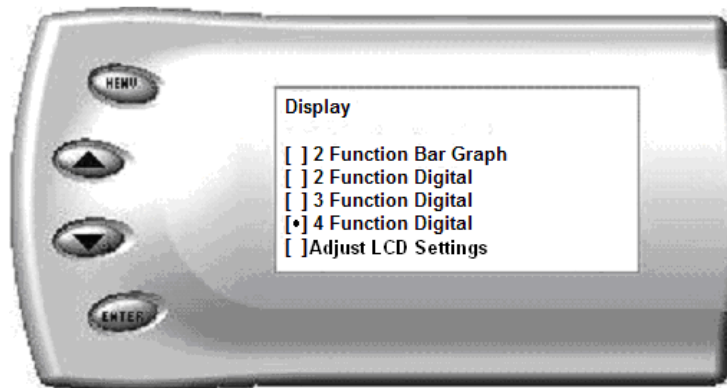 MENU
Display
[ ] 2 Function Bar Graph
[ ] 2 Function Digital
[ ] 3 Function Digital
[•] 4 Function Digital
[ ]Adjust LCD Settings
ENTER